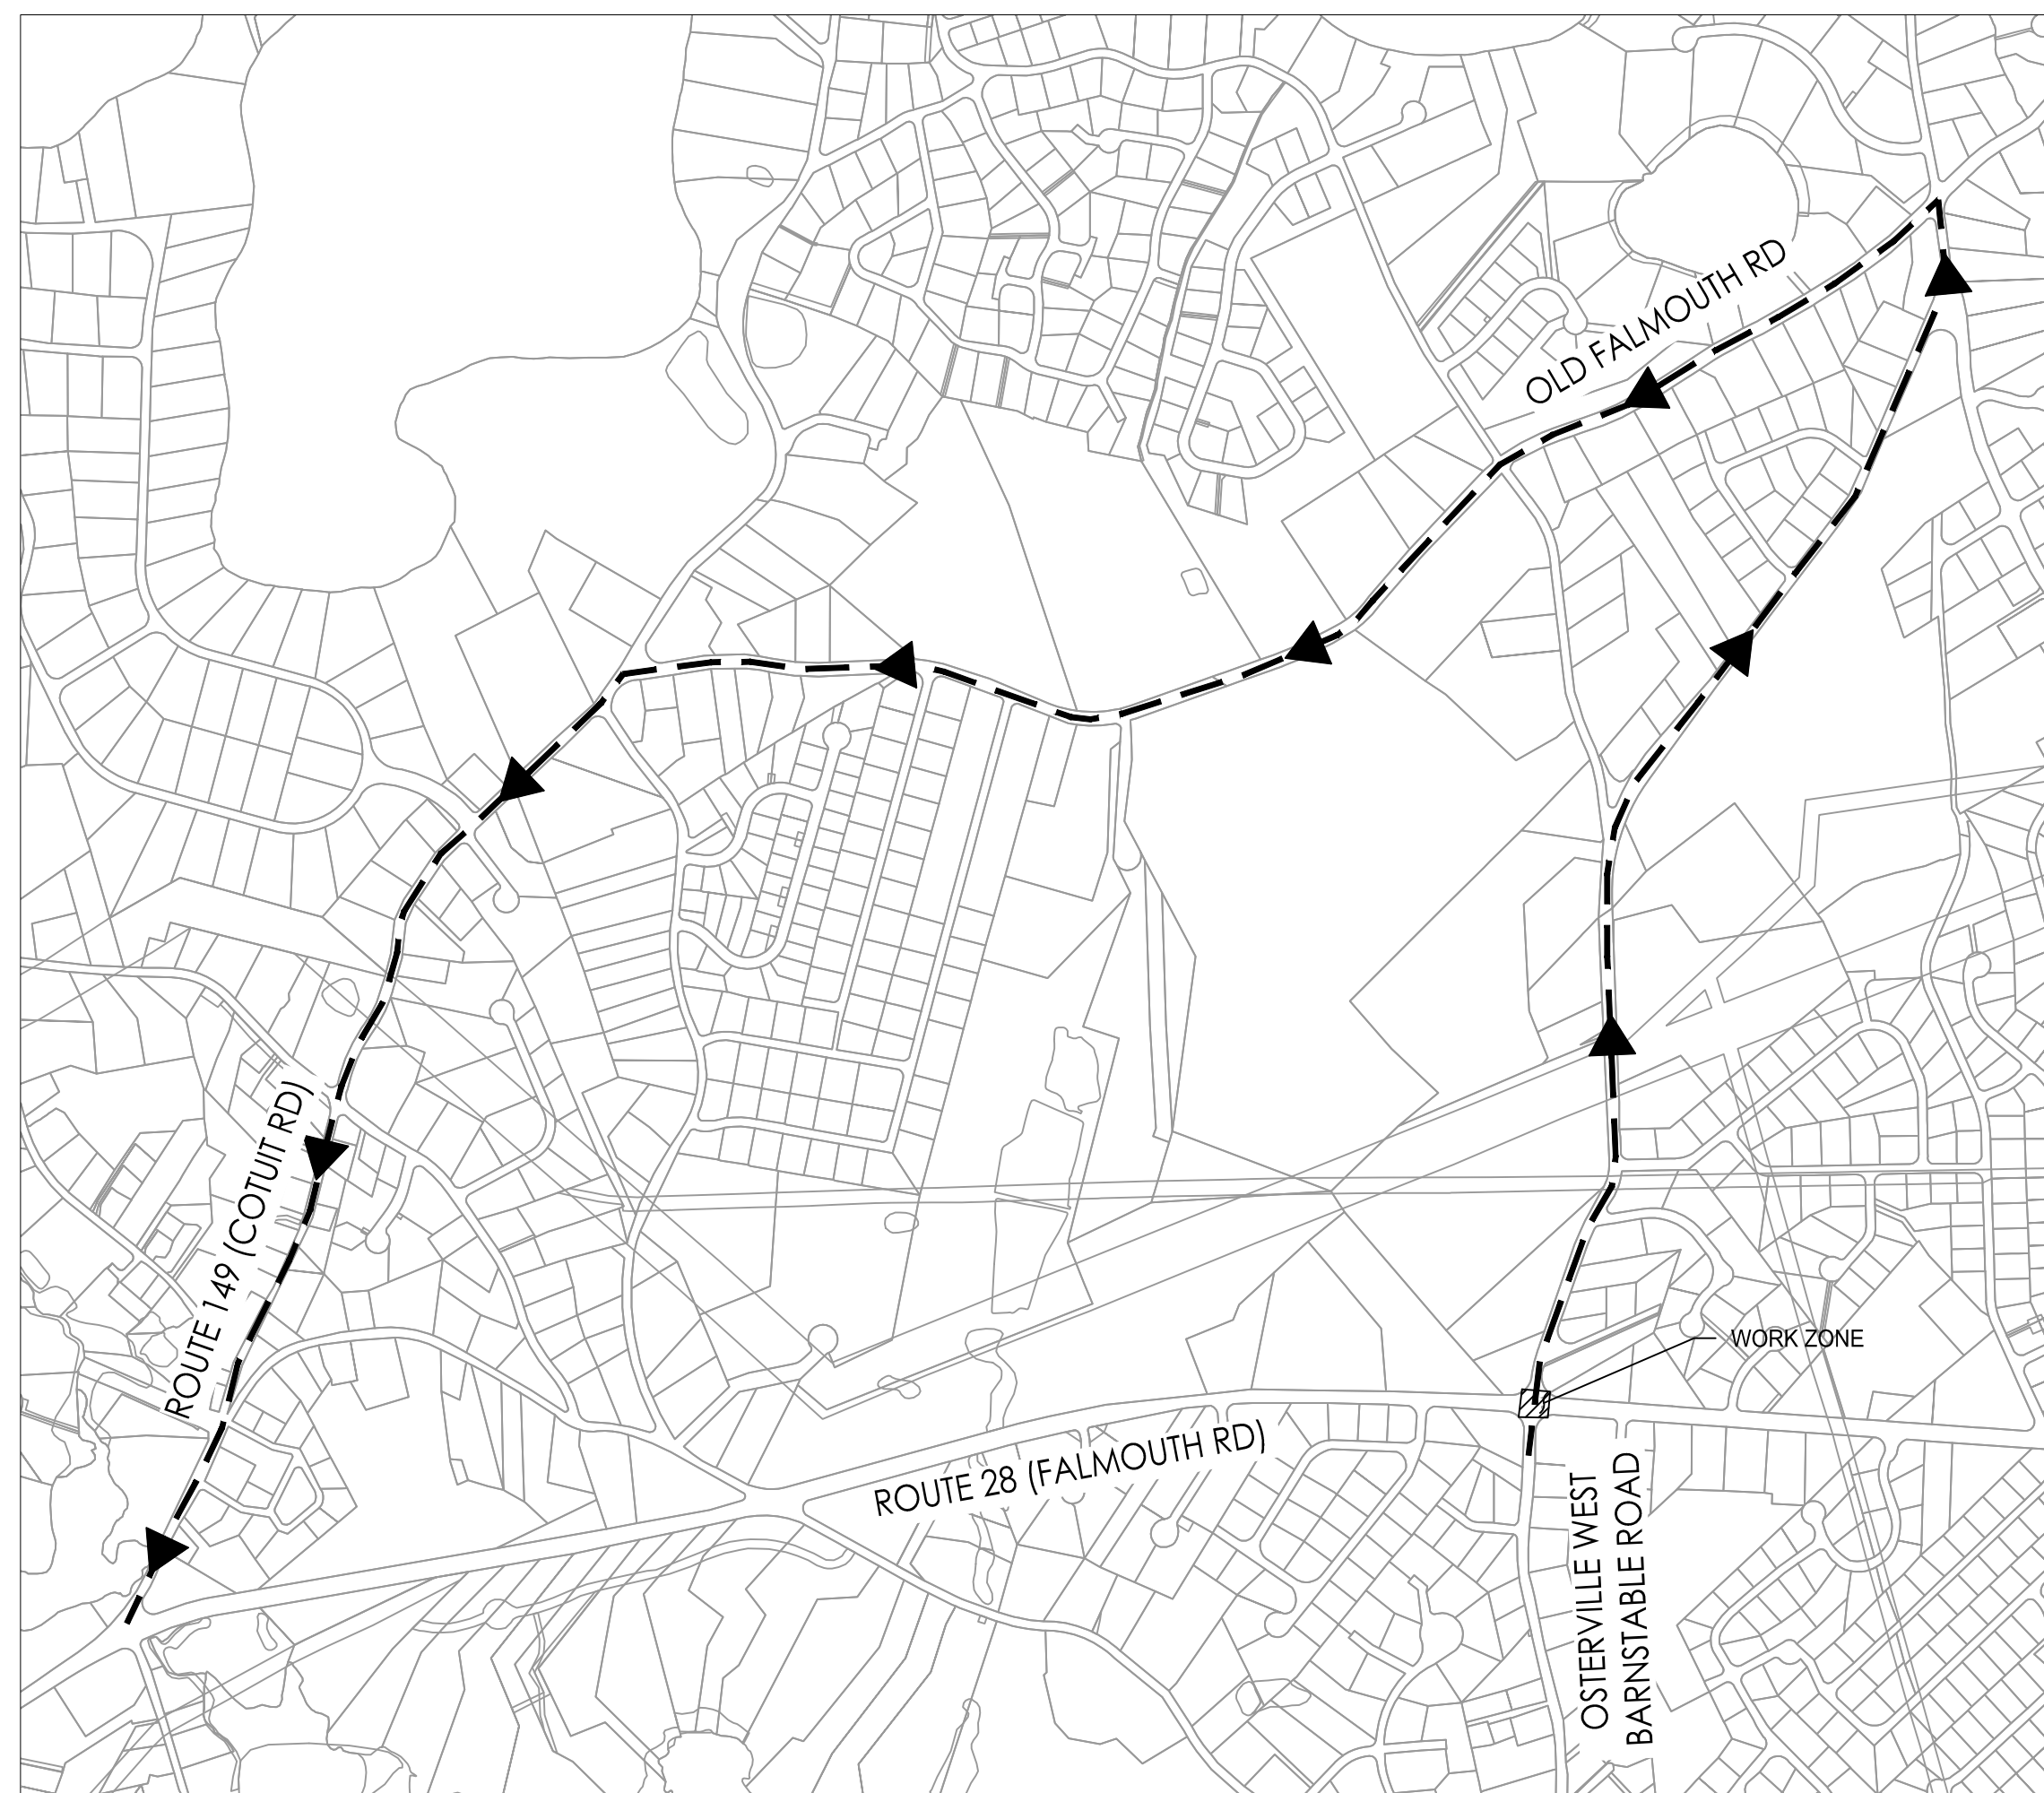 OLD FALMOUTH RD
ROUTE 149 (COTUIT RD)
WORK ZONE
ROUTE 28 (FALMOUTH RD)
OSTERVILLE WEST
BARNSTABLE ROAD